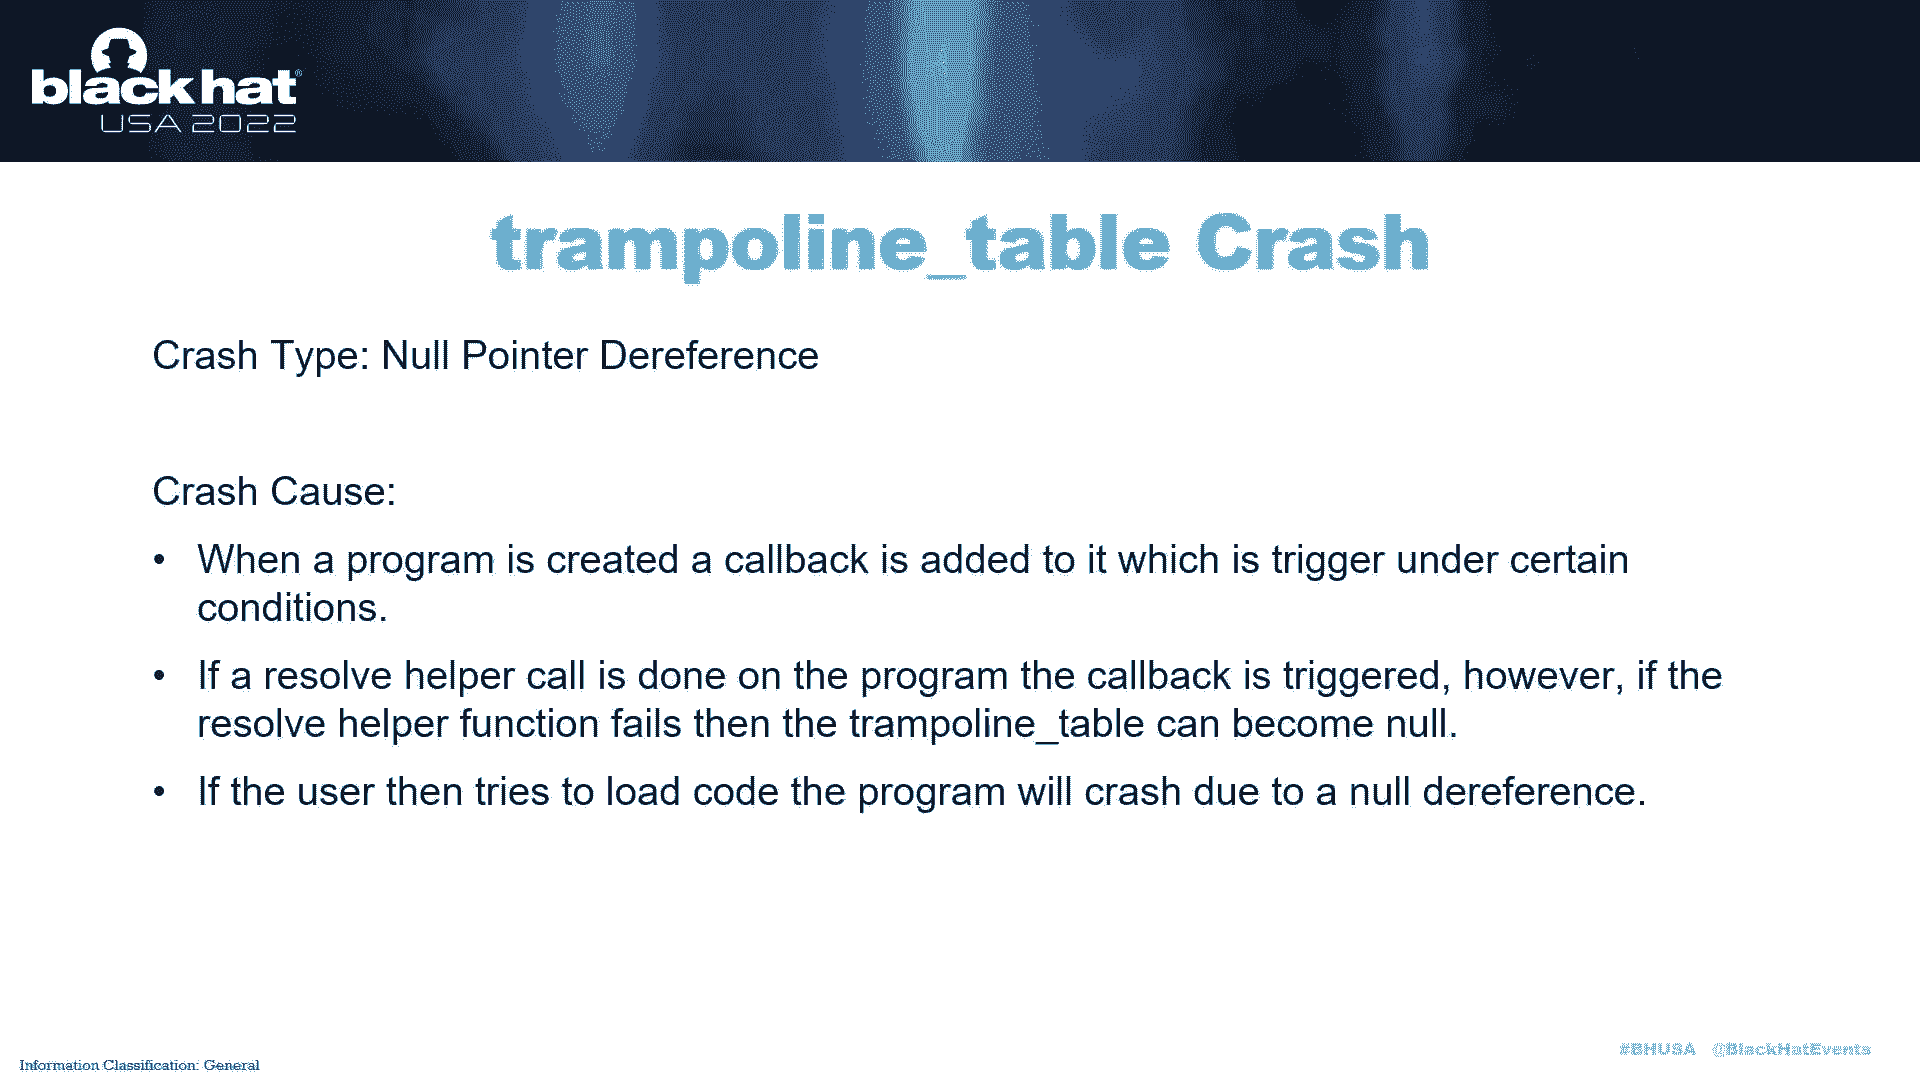 black hat®
USA 2022
trampoline_table Crash
Crash Type: Null Pointer Dereference
Crash Cause:
• When a program is created a callback is added to it which is trigger under certain
conditions.
• If a resolve helper call is done on the program the callback is triggered, however, if the
resolve helper function fails then the trampoline_table can become null.
• If the user then tries to load code the program will crash due to a null dereference.
#BHUSA @BlackHatEvents
Information Classification: General